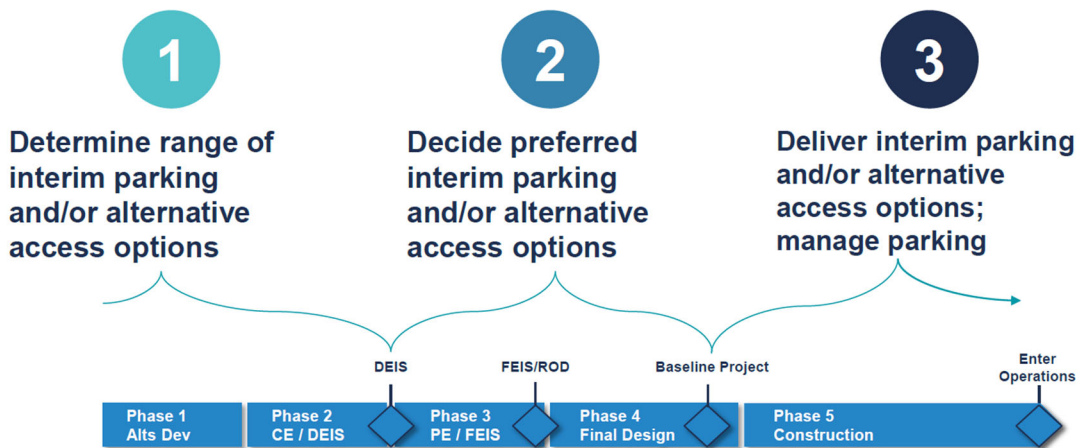 1
Determine range of
interim parking
and/or alternative
access options
2
Decide preferred
interim parking
and/or alternative
access options
3
Deliver interim parking
and/or alternative
access options;
manage parking
DEIS
FEIS/ROD
Baseline Project
Enter
Operations
Phase 1
Alts Dev
Phase 2
CE / DEIS
Phase 3
PE / FEIS
Phase 4
Final Design
Phase 5
Construction